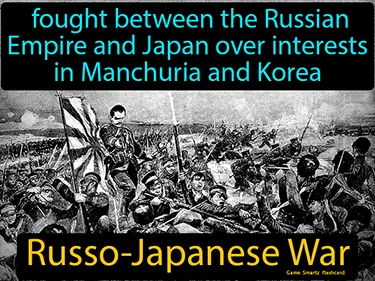 fought between the Russian
Empire and Japan over interests
in Manchuria and Korea
Russo-Japanese War
Game Smartz flashcard